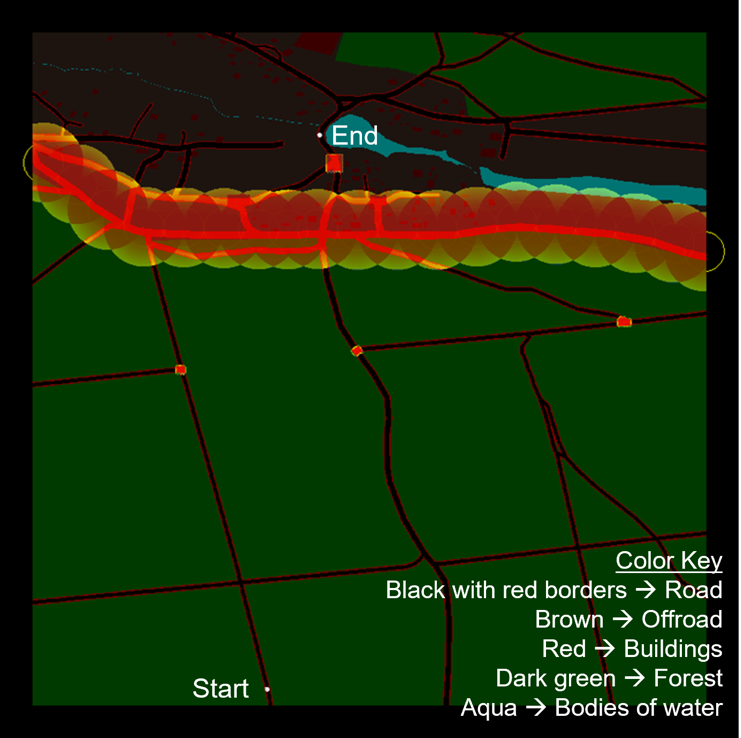 End
Color Key
Black with red borders → Road
Brown → Offroad
Red → Buildings
Dark green → Forest
Start
Aqua → Bodies of water